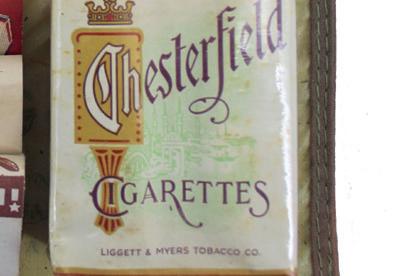 Chesterfield
CIGARETTES
LIGGETT & MYERS TOBACCO CO.